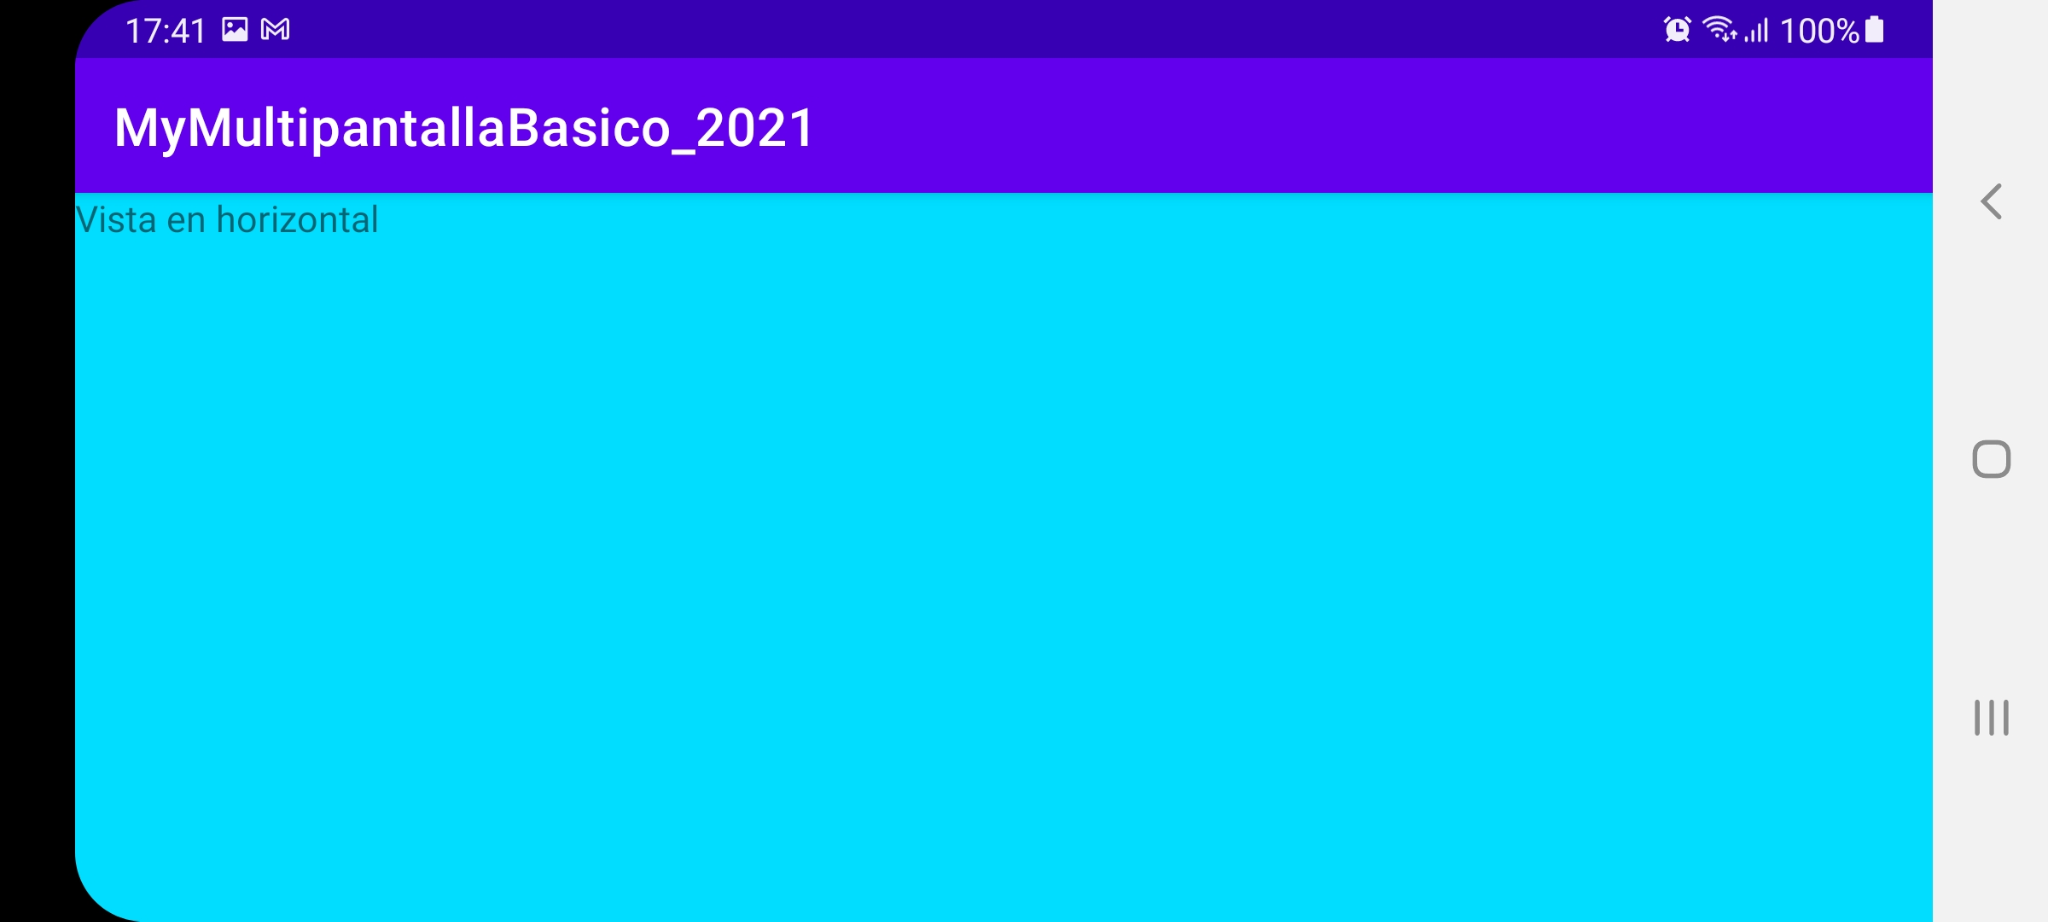 17:41 100%
MyMultipantallaBasico_2021
Vista en horizontal